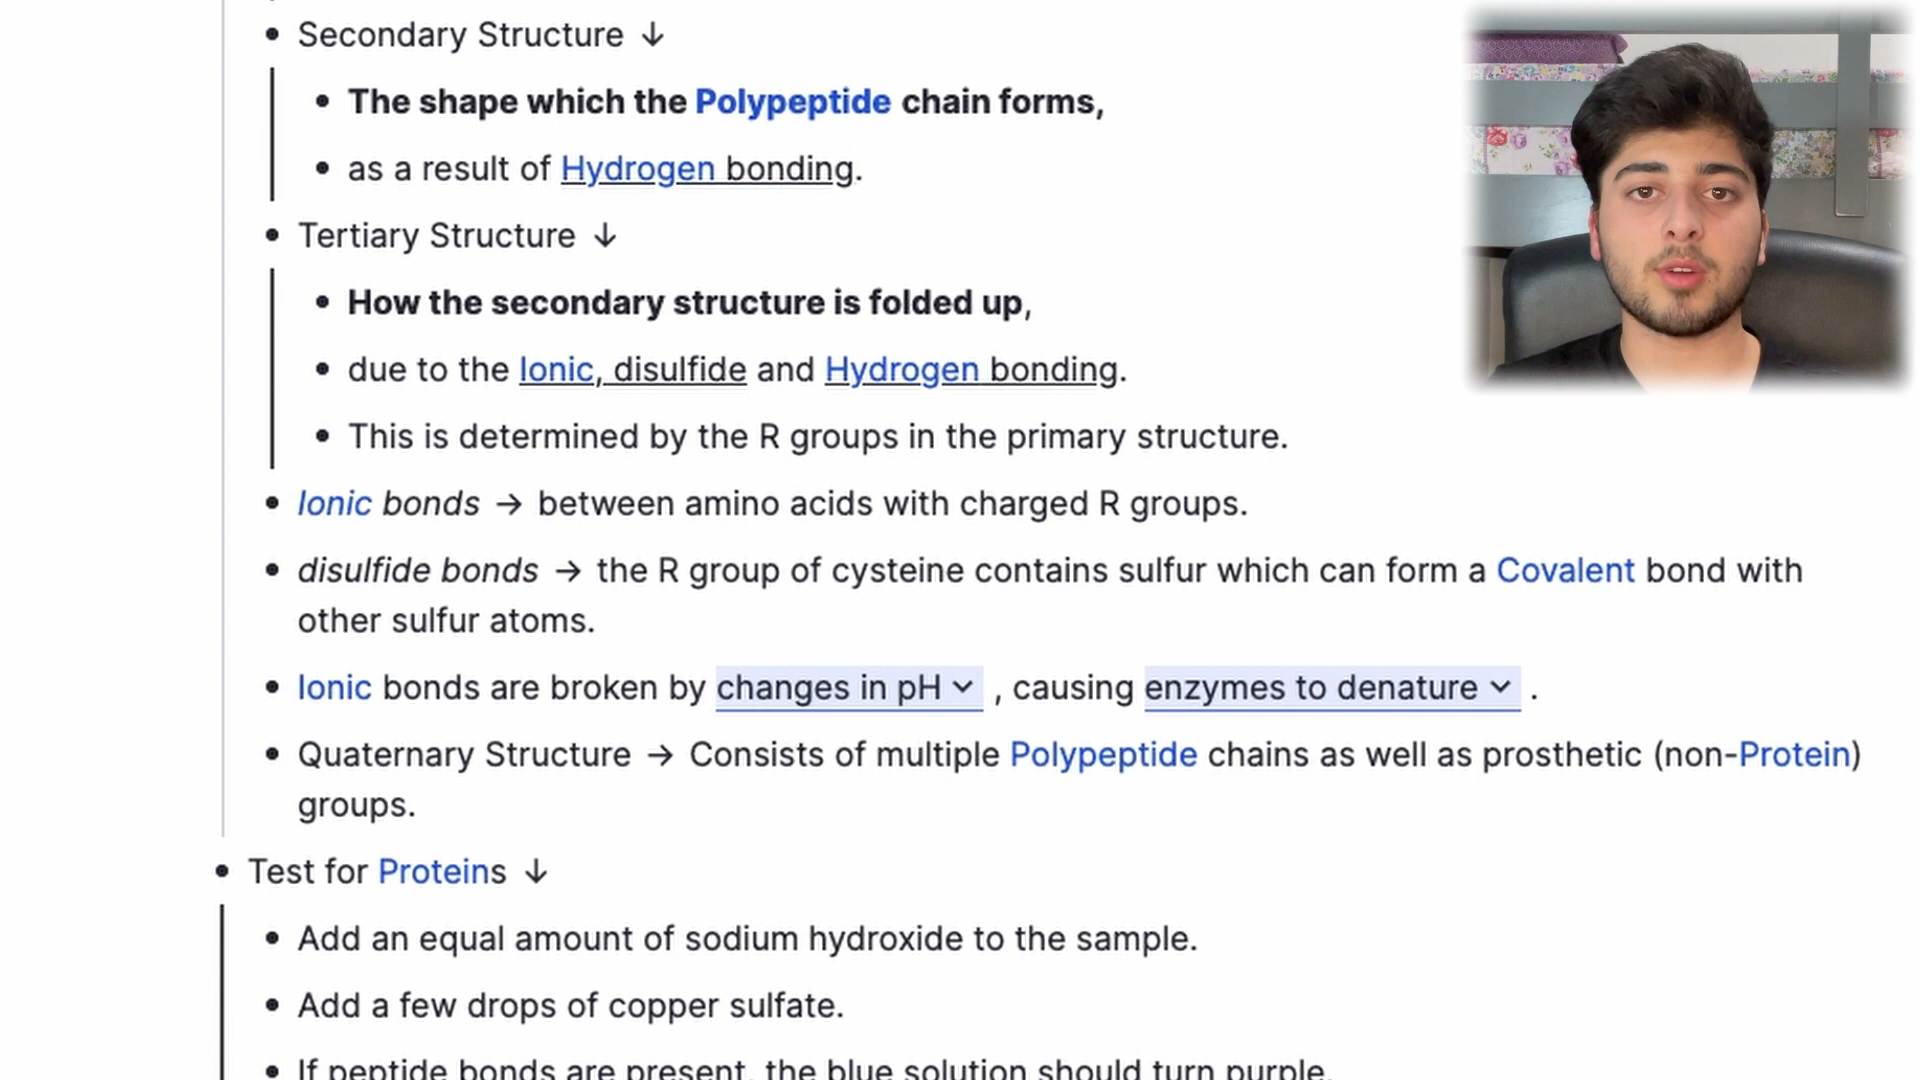 Secondary Structure ↓
The shape which the Polypeptide chain forms,
as a result of Hydrogen bonding.
Tertiary Structure ↓
How the secondary structure is folded up,
due to the Ionic, disulfide and Hydrogen bonding.
This is determined by the R groups in the primary structure.
Ionic bonds → between amino acids with charged R groups.
disulfide bonds → the R group of cysteine contains sulfur which can form a Covalent bond with
other sulfur atoms.
Ionic bonds are broken by changes in pH , causing enzymes to denature .
Quaternary Structure → Consists of multiple Polypeptide chains as well as prosthetic (non-Protein)
groups.
Test for Proteins ↓
Add an equal amount of sodium hydroxide to the sample.
Add a few drops of copper sulfate.
If peptide bonds are present, the blue solution should turn purple.